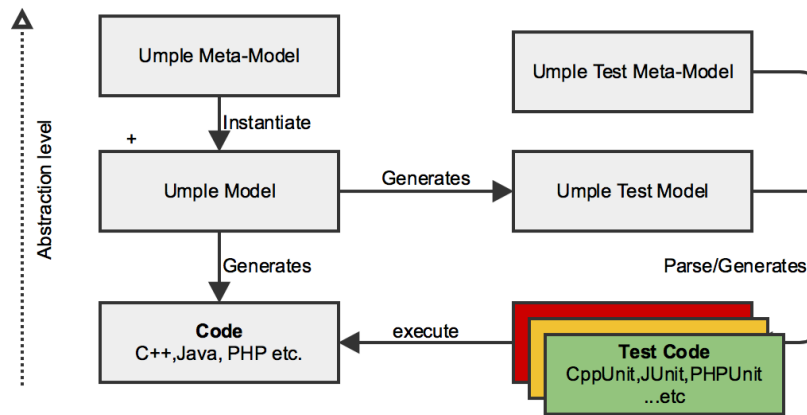 Umple Meta-Model
Umple Test Meta-Model
Instantiate
+
Abstraction level
Umple Model
Generates
Umple Test Model
Generates
Parse/Generates
Code
C++,Java, PHP etc.
execute
Test Code
CppUnit,JUnit,PHPUnit
...etc